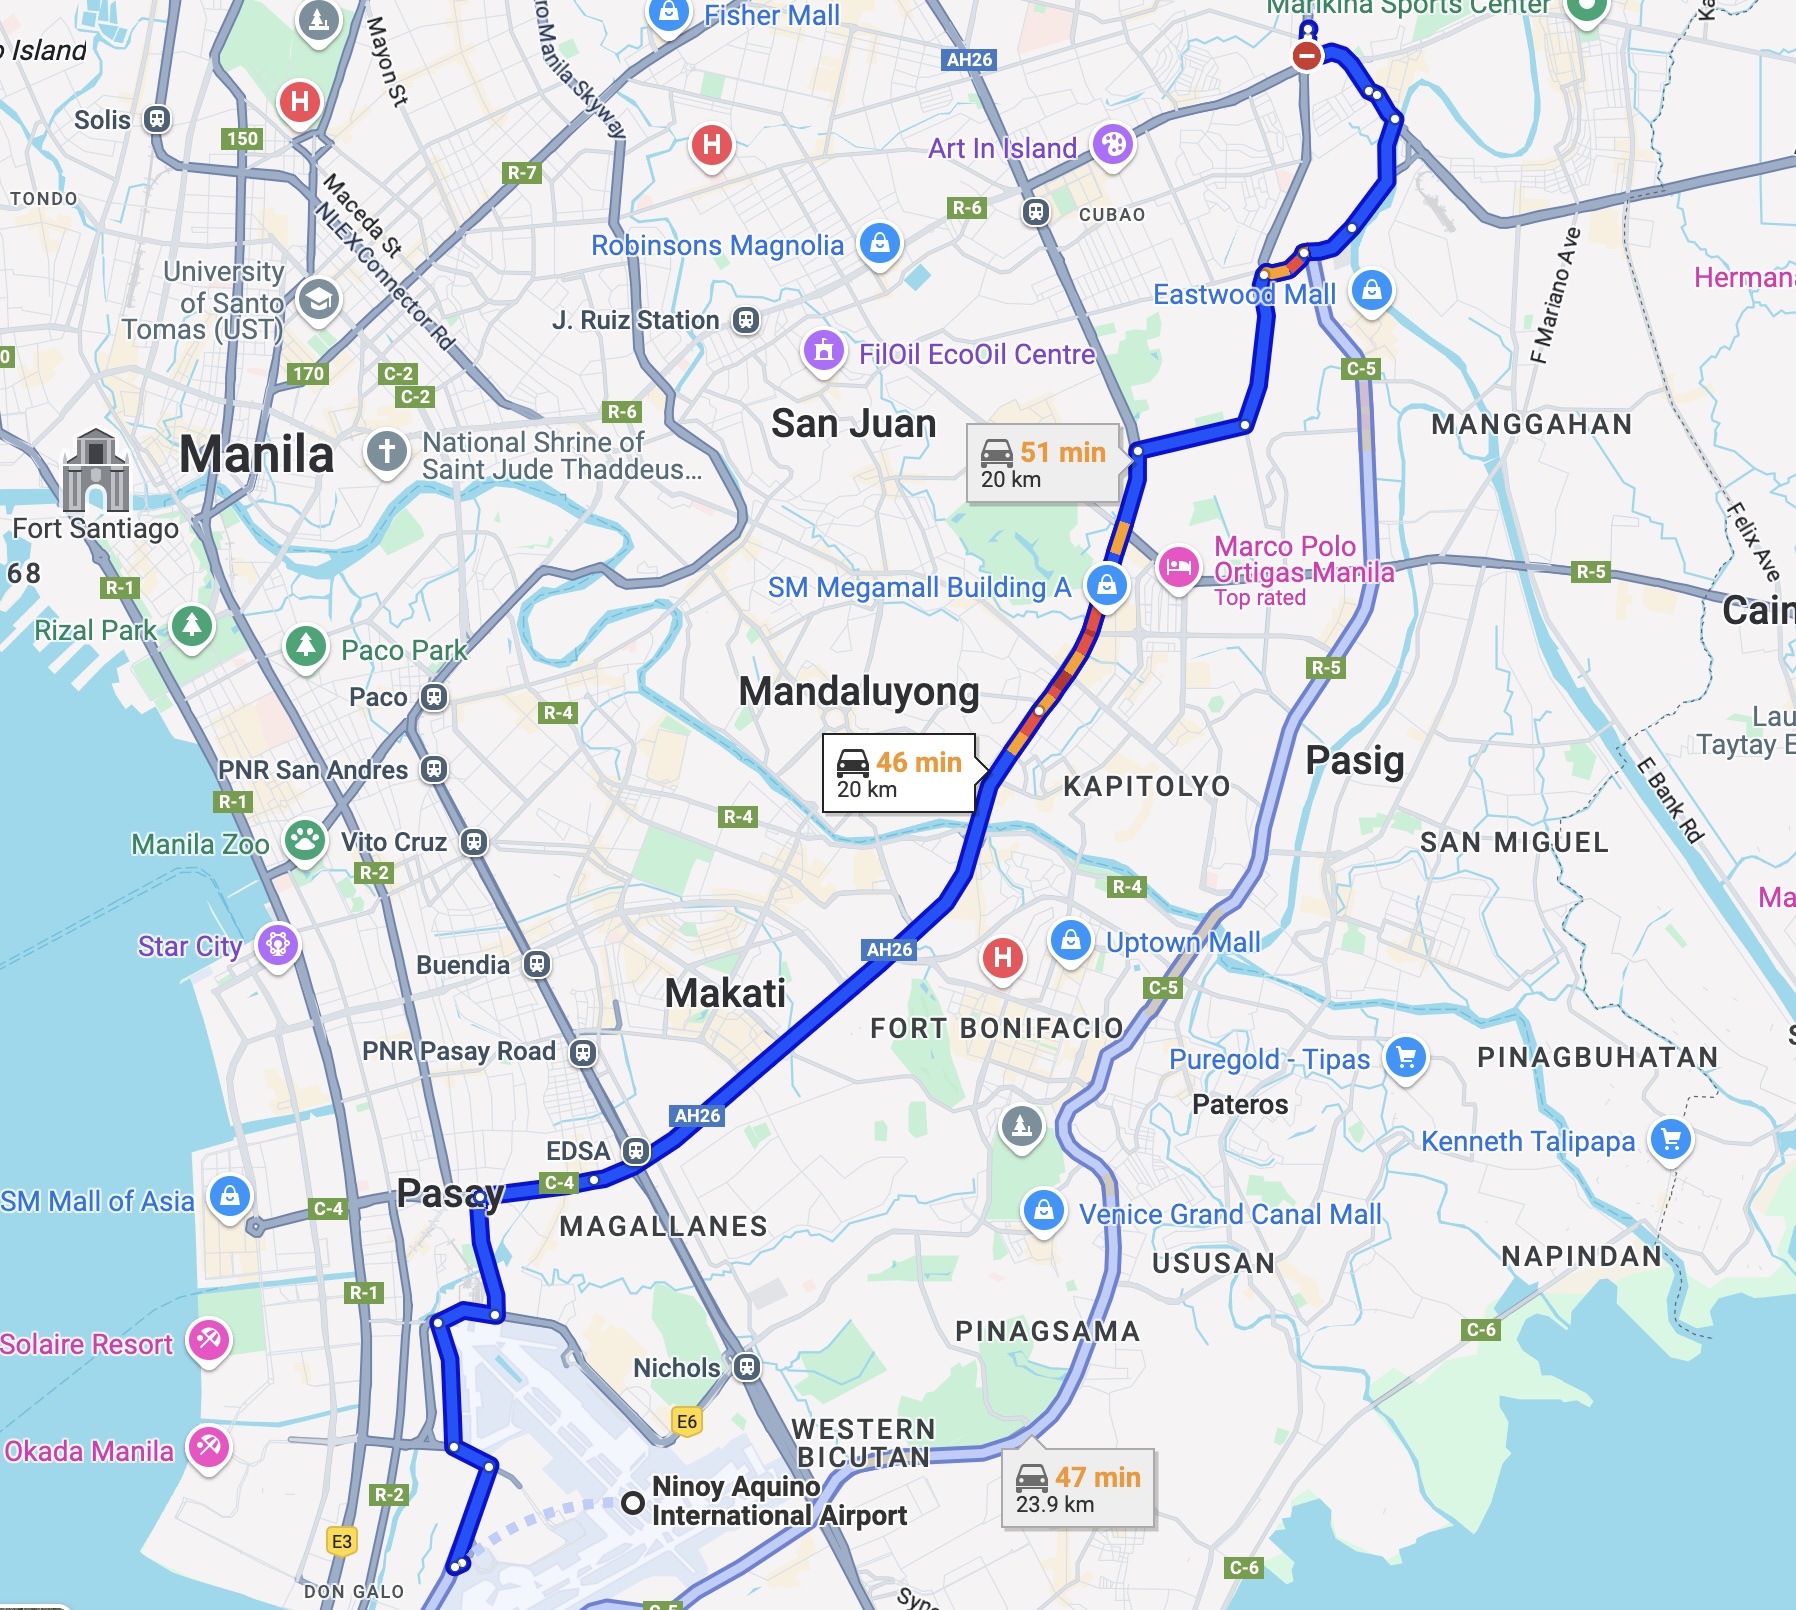 Marikina Sports Center
Fisher Mall
o Island
Mayon St
ro Manila Skyway
AH26
Solis
150
R-7
Art In Island
TONDO
Maceda St
R-6
CUBAO
NLEX Connector Rd
Robinsons Magnolia
F Mariano Ave
University
of Santo
Tomas (UST)
Hermana
Eastwood Mall
J. Ruiz Station
FilOil EcoOil Centre
0
170
C-2
C-2
C-5
R-6
San Juan
MANGGAHAN
Manila
National Shrine of
Saint Jude Thaddeus...
51 min
20 km
Fort Santiago
Felix Ave
68
R-1
SM Megamall Building A
Marco Polo
Ortigas Manila
Top rated
R-5
Cain
Rizal Park
Paco Park
R-5
Paco
R-4
Mandaluyong
Lau
Taytay E
PNR San Andres
46 min
20 km
KAPITOLYO
Pasig
E Bank Rd
R-1
R-4
Manila Zoo
Vito Cruz
SAN MIGUEL
R-2
R-4
Ma
Star City
AH26
Uptown Mall
Buendia
Makati
C-5
FORT BONIFACIO
PNR Pasay Road
Puregold - Tipas
PINAGBUHATAN
S
Pateros
AH26
EDSA
Kenneth Talipapa
Pasay
C-4
SM Mall of Asia
C-4
MAGALLANES
Venice Grand Canal Mall
USUSAN
NAPINDAN
R-1
Solaire Resort
PINAGSAMA
C-6
Nichols
E6
WESTERN
BICUTAN
Okada Manila
47 min
23.9 km
R-2
Ninoy Aquino
International Airport
E3
C-6
DON GALO